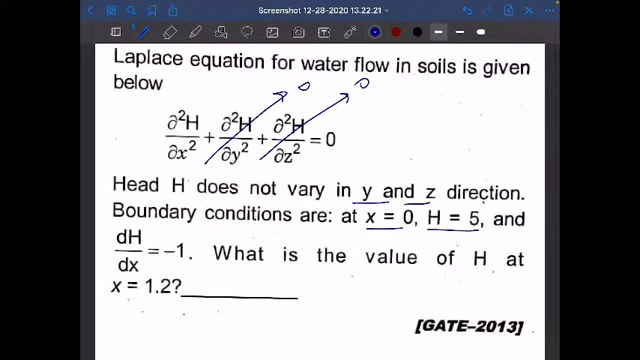 Screenshot 12-28-2020 13.22.21
Laplace equation for water flow in soils is given
below
0 0
∂²H/∂x² + ∂²H/∂y² + ∂²H/∂z² = 0
Head H does not vary in y and z direction.
Boundary conditions are: at x = 0, H = 5, and
dH/dx = –1. What is the value of H at
x = 1.2?__________
[GATE–2013]